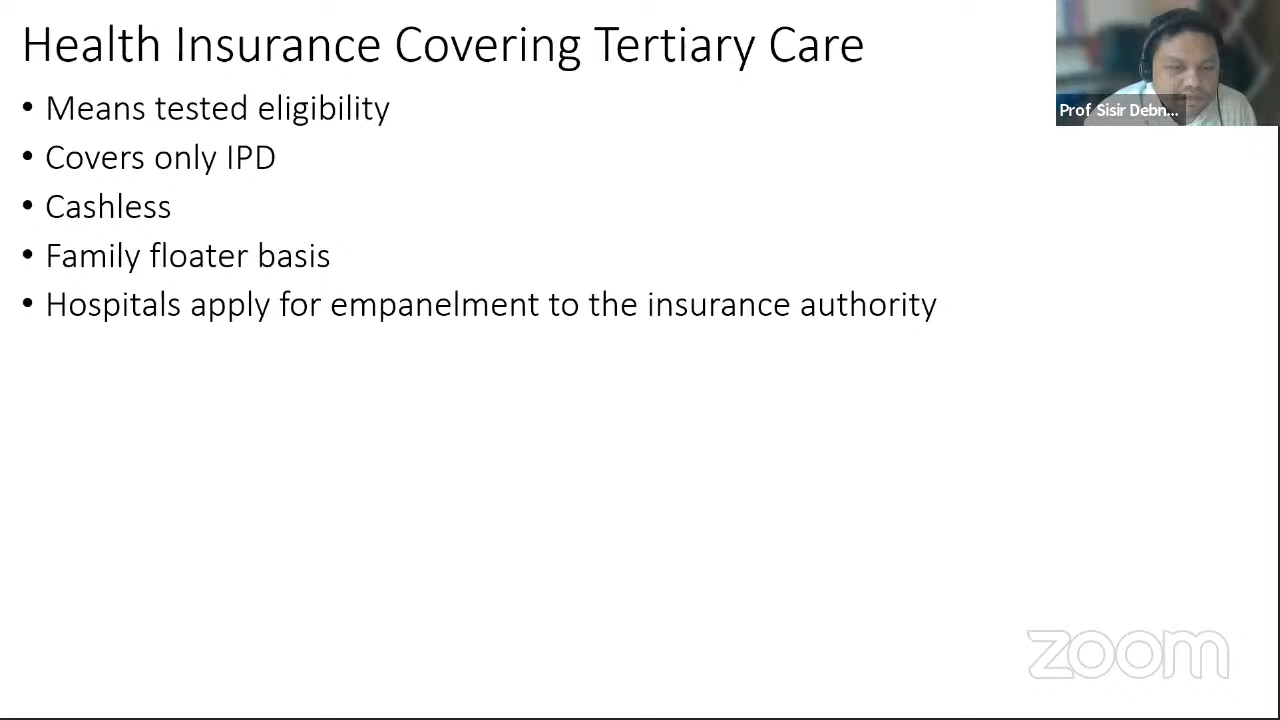 Health Insurance Covering Tertiary Care
• Means tested eligibility
• Covers only IPD
• Cashless
• Family floater basis
• Hospitals apply for empanelment to the insurance authority
Prof Sisir Debn...
zoom